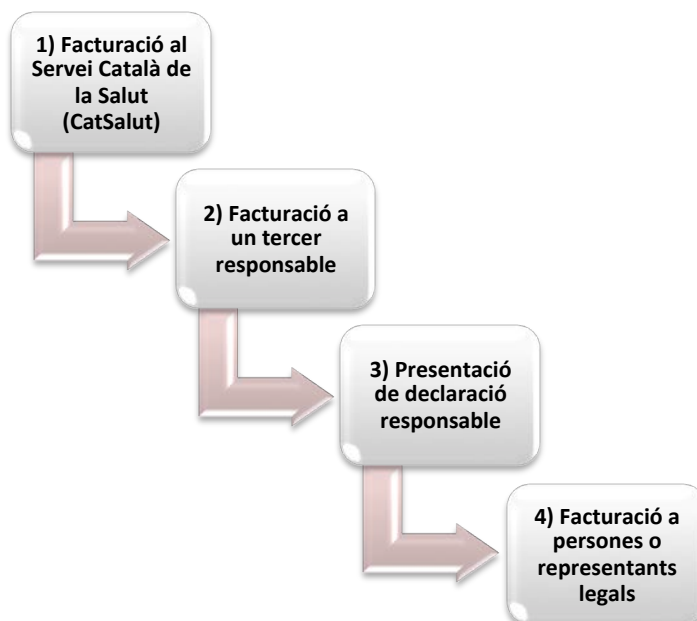 1) Facturació al
Servei Català de
la Salut
(CatSalut)
2) Facturació a
un tercer
responsable
3) Presentació
de declaració
responsable
4) Facturació a
persones o
representants
legals